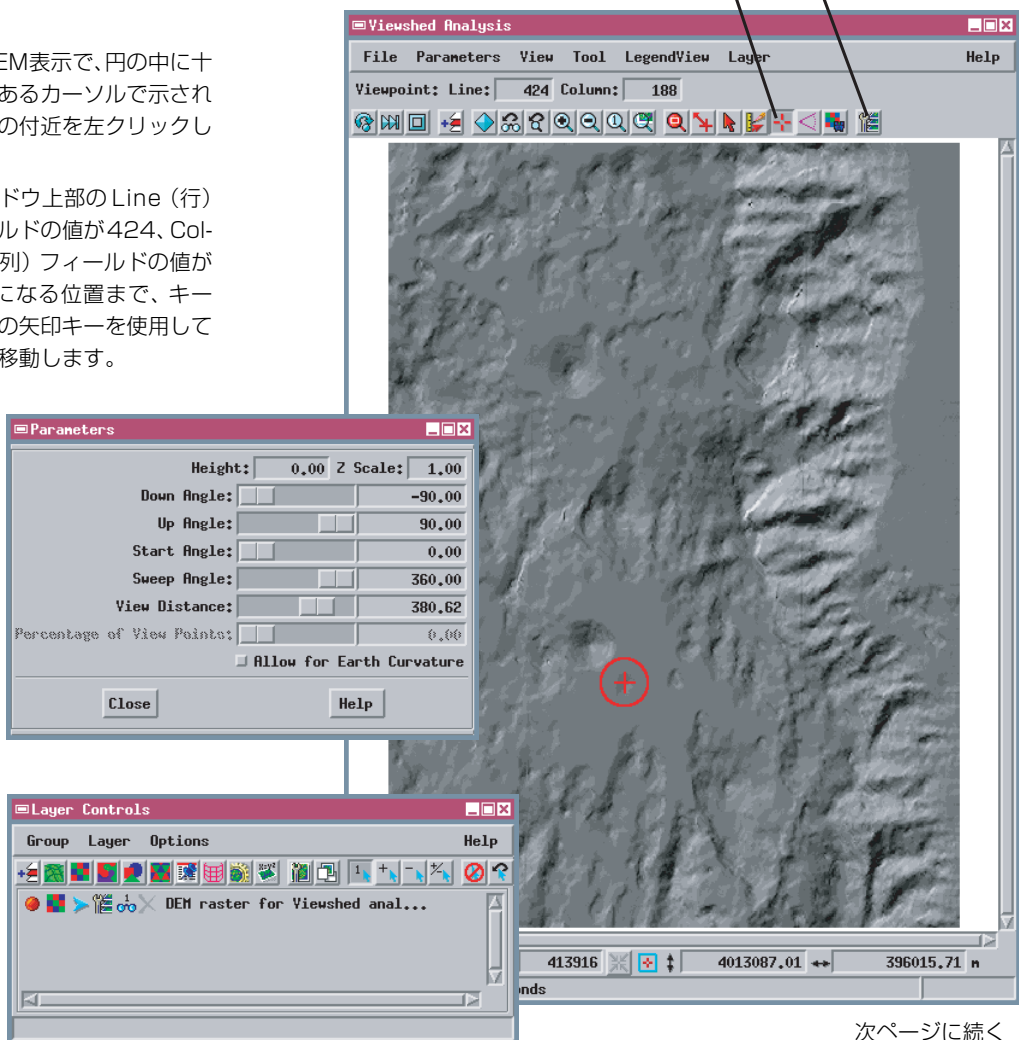 EM表示で、円の中に十
あるカーソルで示され
の付近を左クリックし
ドウ上部のLine（行）
ルドの値が424、Col-
列）フィールドの値が
になる位置まで、キー
の矢印キーを使用して
移動します。
Viewshed Analysis
File Parameters View Tool LegendView Layer Help
Viewpoint: Line: 424 Column: 188
Parameters
Height: 0.00 Z Scale: 1.00
Down Angle: -90.00
Up Angle: 90.00
Start Angle: 0.00
Sweep Angle: 360.00
View Distance: 380.62
Percentage of View Points: 0.00
Allow for Earth Curvature
Close Help
Layer Controls
Group Layer Options Help
DEM raster for Viewshed anal...
413916 4013087.01 396015.71 m
onds
次ページに続く